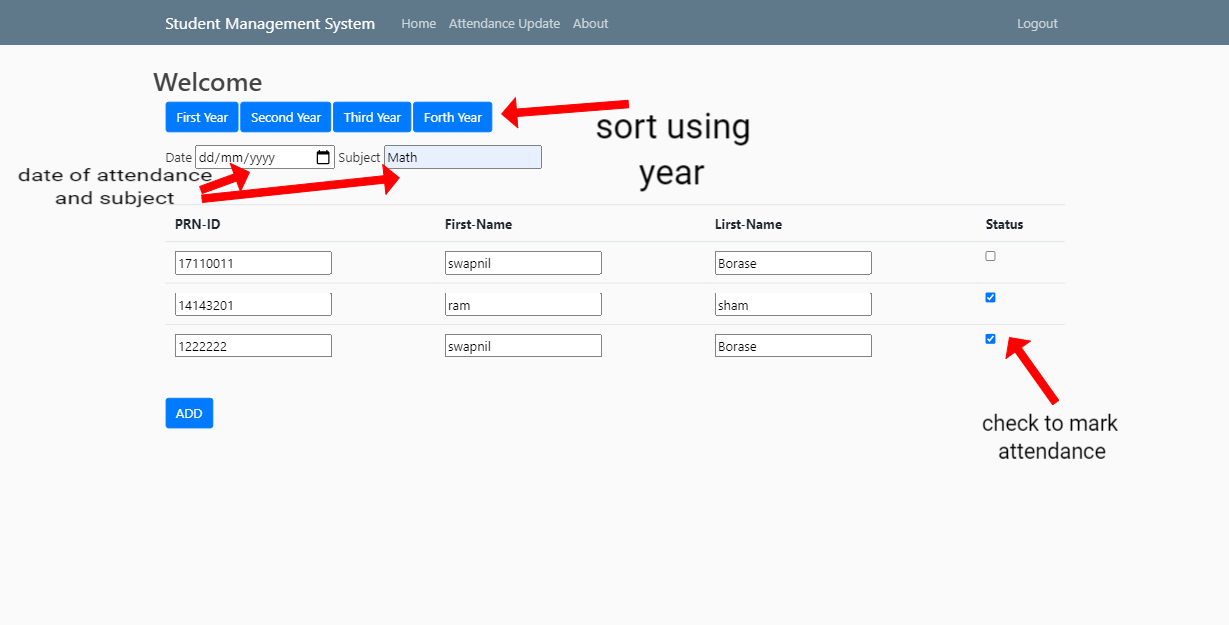 Student Management System Home Attendance Update About Logout
Welcome
First Year Second Year Third Year Forth Year
sort using
year
Date dd/mm/yyyy Subject Math
date of attendance
and subject
PRN-ID First-Name Lirst-Name Status
17110011 swapnil Borase
14143201 ram sham
1222222 swapnil Borase
ADD
check to mark
attendance